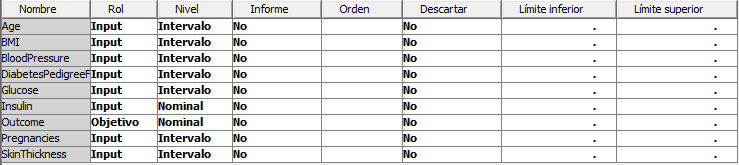 Nombre Rol Nivel Informe Orden Descartar Límite inferior Límite superior
Age Input Intervalo No No . .
BMI Input Intervalo No No . .
BloodPressure Input Intervalo No No . .
DiabetesPedigreeF Input Intervalo No No . .
Glucose Input Intervalo No No . .
Insulin Input Nominal No No . .
Outcome Objetivo Nominal No No . .
Pregnancies Input Intervalo No No . .
SkinThickness Input Intervalo No No . .